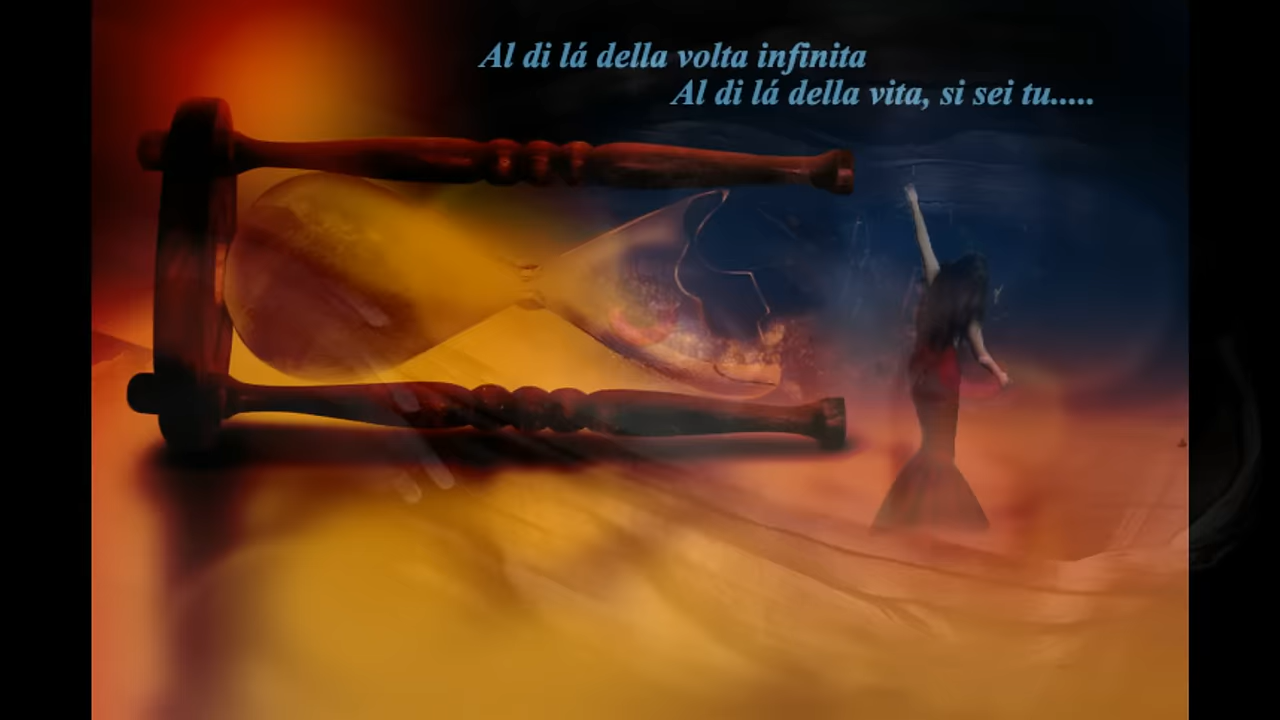 Al di lá della volta infinita
Al di lá della vita, si sei tu.....